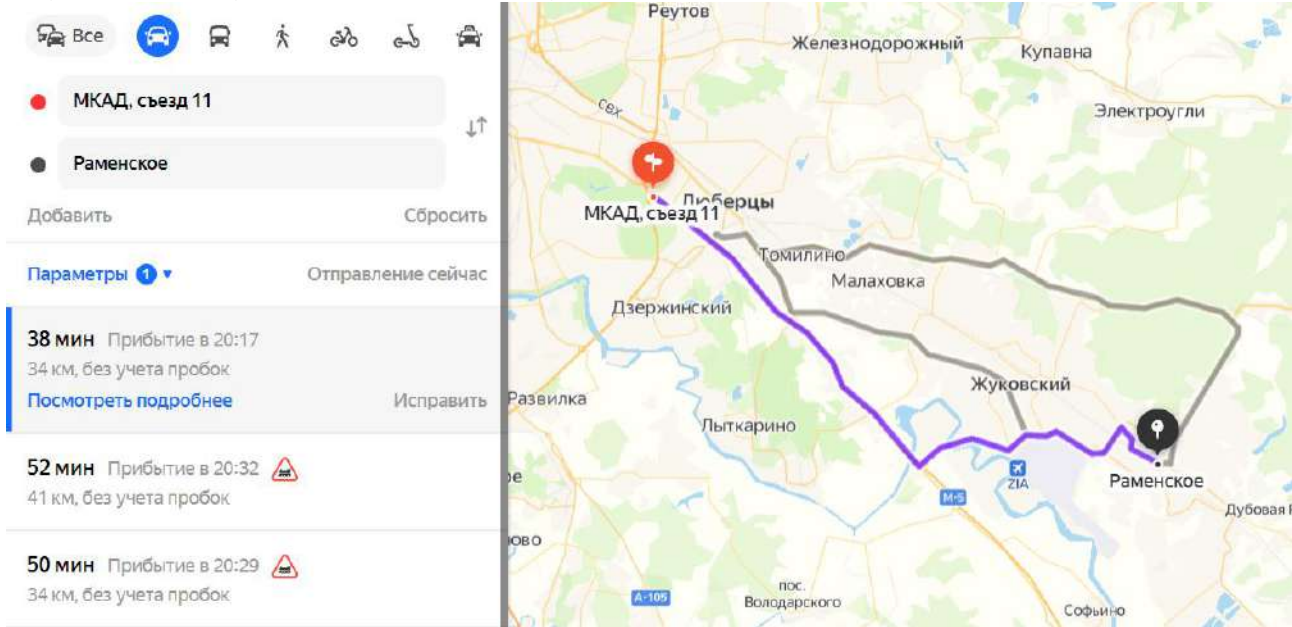 Все
МКАД, съезд 11
Раменское
Добавить
Сбросить
Параметры 1
Отправление сейчас
38 мин Прибытие в 20:17
34 км, без учета пробок
Посмотреть подробнее
Исправить
52 мин Прибытие в 20:32
41 км, без учета пробок
50 мин Прибытие в 20:29
34 км, без учета пробок
Реутов
Железнодорожный
Купавна
свх
Электроугли
Люберцы
МКАД, съезд 11
Томилино
Малаховка
Дзержинский
Жуковский
Развилка
Лыткарино
ZIA
Раменское
М-5
Дубовая
ово
А-105
пос.
Володарского
Софьино